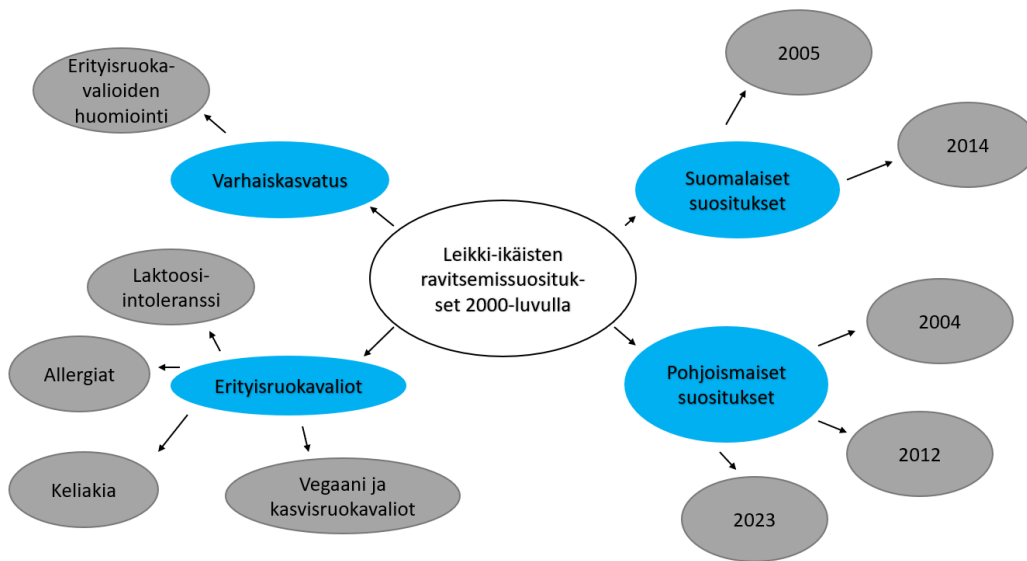 Erityisruoka-
valioiden
huomiointi
Varhaiskasvatus
2005
2014
Suomalaiset
suositukset
Leikki-ikäisten
ravitsemissuosituk-
set 2000-luvulla
Laktoosi-
intoleranssi
Allergiat
Erityisruokavaliot
Keliakia
Vegaani ja
kasvisruokavaliot
2004
Pohjoismaiset
suositukset
2012
2023